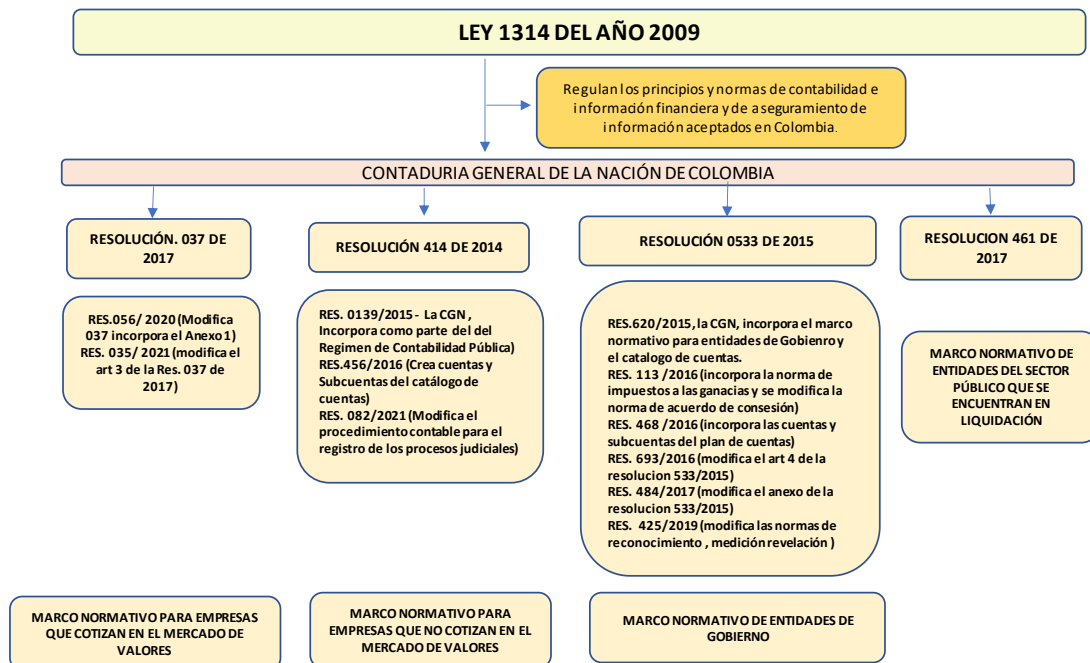 LEY 1314 DEL AÑO 2009
Regulan los principios y normas de contabilidad e
información financiera y de aseguramiento de
información aceptados en Colombia.
CONTADURIA GENERAL DE LA NACIÓN DE COLOMBIA
RESOLUCIÓN. 037 DE
2017
RESOLUCIÓN 414 DE 2014
RESOLUCIÓN 0533 DE 2015
RESOLUCION 461 DE
2017
RES.056/ 2020 (Modifica
037 incorpora el Anexo 1)
RES. 035/ 2021 (modifica el
art 3 de la Res. 037 de
2017)
RES. 0139/2015 - La CGN ,
Incorpora como parte del del
Regimen de Contabilidad Pública)
RES.456/2016 (Crea cuentas y
Subcuentas del catálogo de
cuentas)
RES. 082/2021 (Modifica el
procedimiento contable para el
registro de los procesos judiciales)
RES.620/2015, la CGN, incorpora el marco
normativo para entidades de Gobienro y
el catalogo de cuentas.
RES. 113 /2016 (incorpora la norma de
impuestos a las ganacias y se modifica la
norma de acuerdo de consesión)
RES. 468 /2016 (incorpora las cuentas y
subcuentas del plan de cuentas)
RES. 693/2016 (modifica el art 4 de la
resolucion 533/2015)
RES. 484/2017 (modifica el anexo de la
resolucion 533/2015)
RES. 425/2019 (modifica las normas de
reconocimiento , medición revelación )
MARCO NORMATIVO DE
ENTIDADES DEL SECTOR
PÚBLICO QUE SE
ENCUENTRAN EN
LIQUIDACIÓN
MARCO NORMATIVO PARA EMPRESAS
QUE COTIZAN EN EL MERCADO DE
VALORES
MARCO NORMATIVO PARA
EMPRESAS QUE NO COTIZAN EN EL
MERCADO DE VALORES
MARCO NORMATIVO DE ENTIDADES DE
GOBIERNO